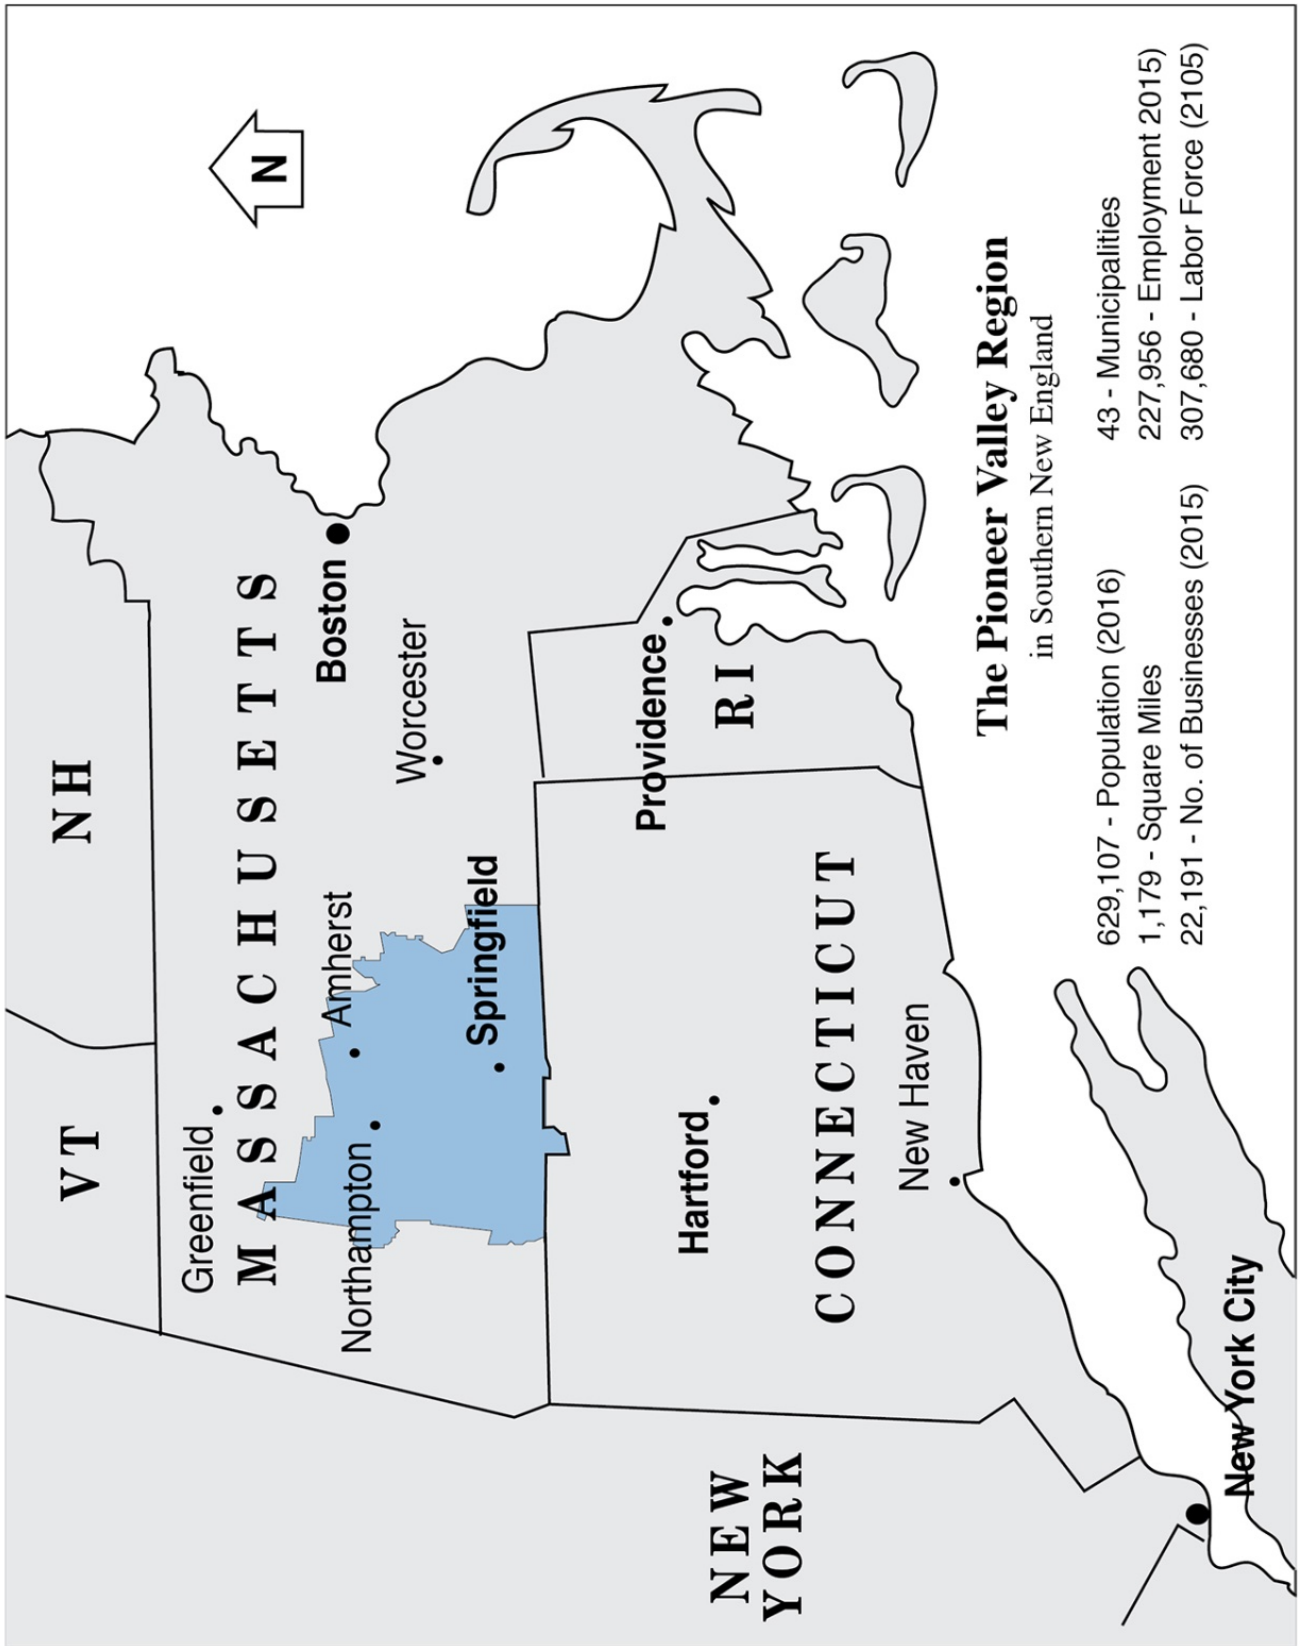 VT
NH
N
Greenfield
MASSACHUSETTS
Amherst
Boston
Northampton
Worcester
Springfield
Providence
RI
Hartford
NEW
YORK
CONNECTICUT
New Haven
New York City
The Pioneer Valley Region
in Southern New England
629,107 - Population (2016)
1,179 - Square Miles
22,191 - No. of Businesses (2015)
43 - Municipalities
227,956 - Employment 2015)
307,680 - Labor Force (2105)